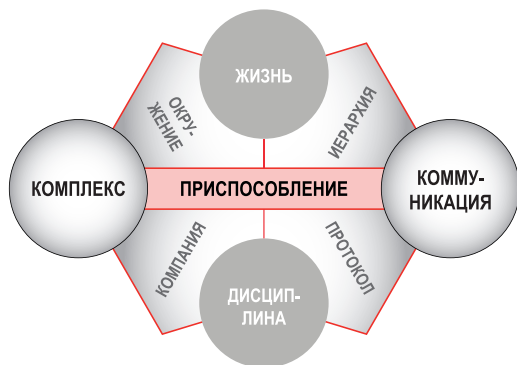 ЖИЗНЬ
ОКРУ-
ЖЕНИЕ
ИЕРАРХИЯ
КОМПЛЕКС
ПРИСПОСОБЛЕНИЕ
КОММУ-
НИКАЦИЯ
КОМПАНИЯ
ПРОТОКОЛ
ДИСЦИП-
ЛИНА